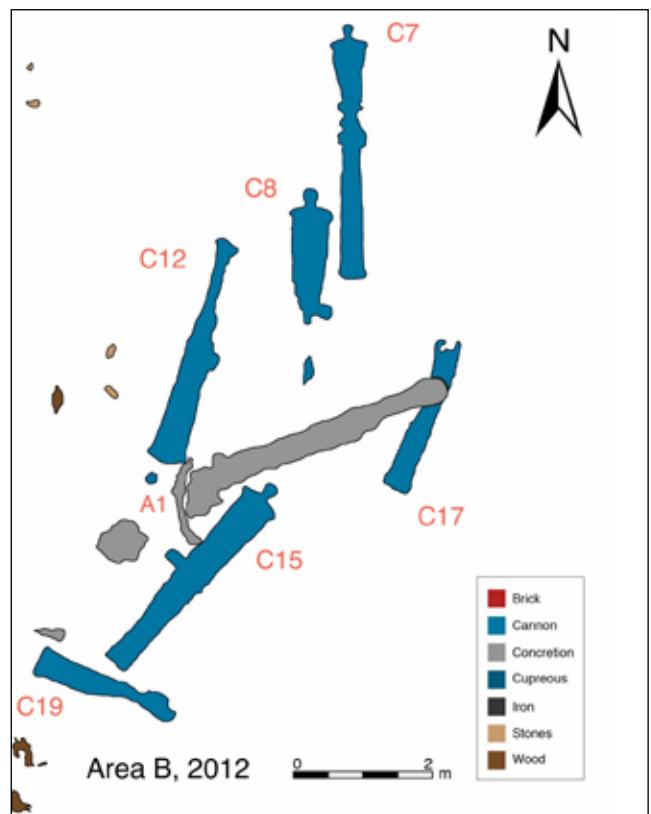 C7
N
C8
C12
A1
C17
C15
C19
Brick
Cannon
Concretion
Cupreous
Iron
Stones
Wood
Area B, 2012
0 2
m